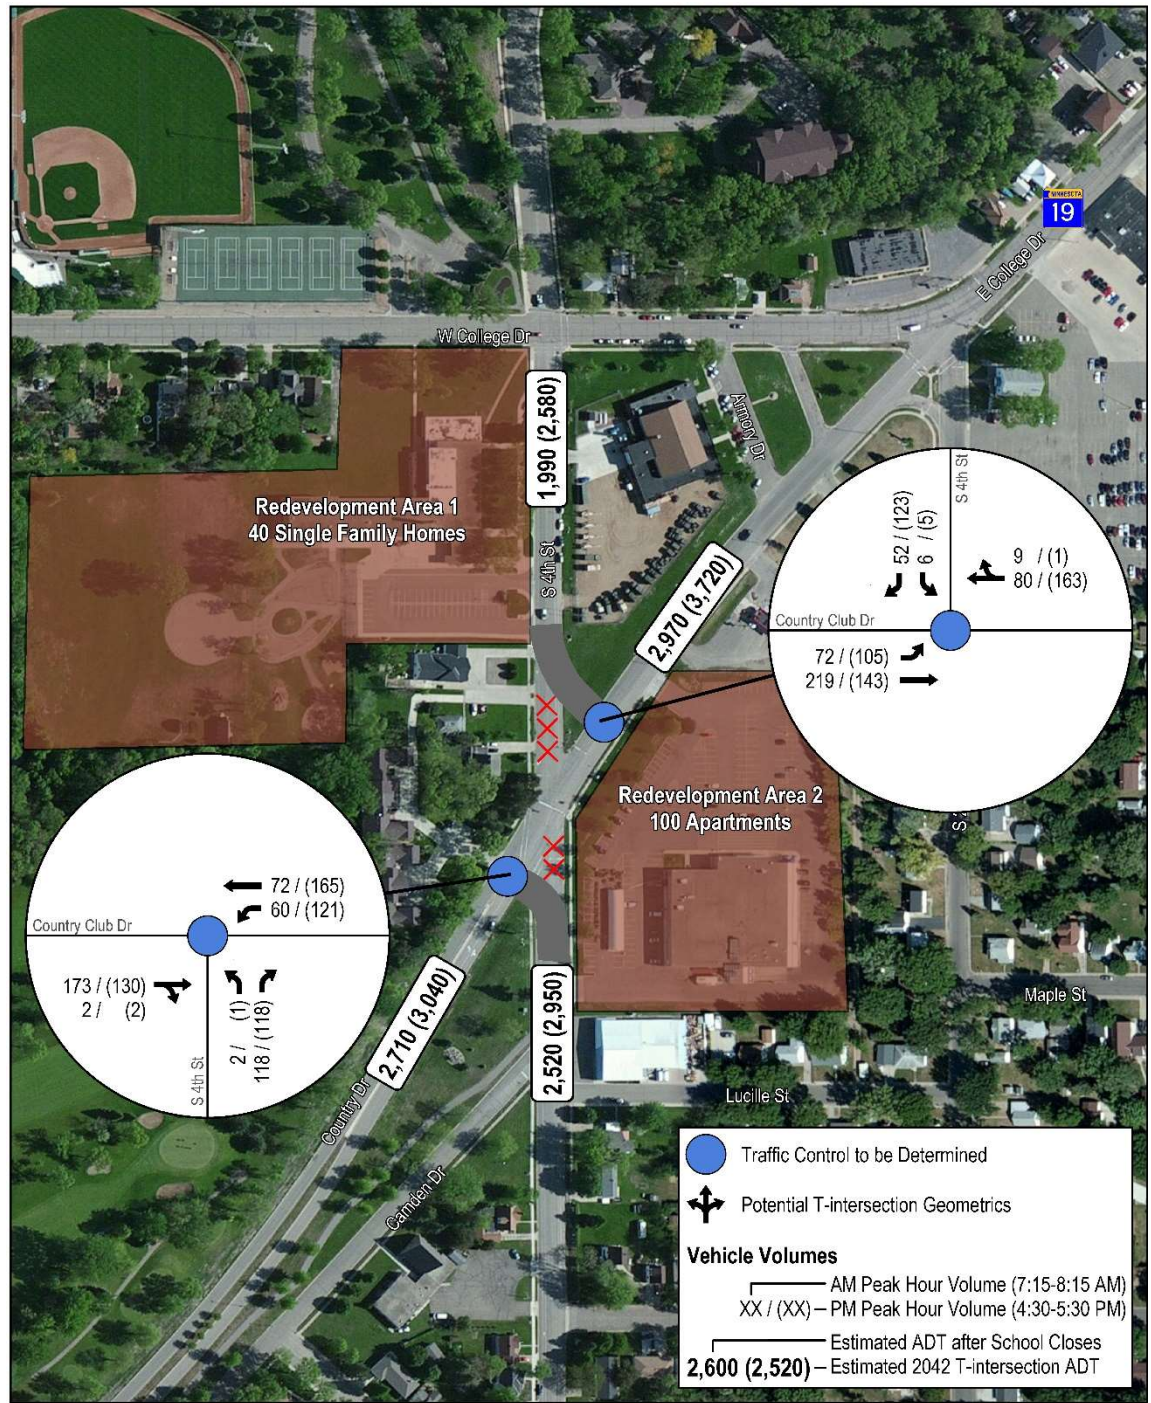 MINNESOTA
19
E College Dr
W College Dr
Armory Dr
1,990 (2,580)
Redevelopment Area 1
40 Single Family Homes
S 4th St
2,970 (3,720)
S 4th St
52 / (123)
6 / (5)
9 / (1)
80 / (163)
Country Club Dr
72 / (105)
219 / (143)
Redevelopment Area 2
100 Apartments
72 / (165)
60 / (121)
Country Club Dr
173 / (130)
2 / (2)
2 / (1)
118 / (118)
S 4th St
2,710 (3,040)
2,520 (2,950)
Maple St
Lucille St
Country Dr
Camden Dr
Traffic Control to be Determined
Potential T-intersection Geometrics
Vehicle Volumes
AM Peak Hour Volume (7:15-8:15 AM)
XX / (XX) PM Peak Hour Volume (4:30-5:30 PM)
Estimated ADT after School Closes
2,600 (2,520) Estimated 2042 T-intersection ADT